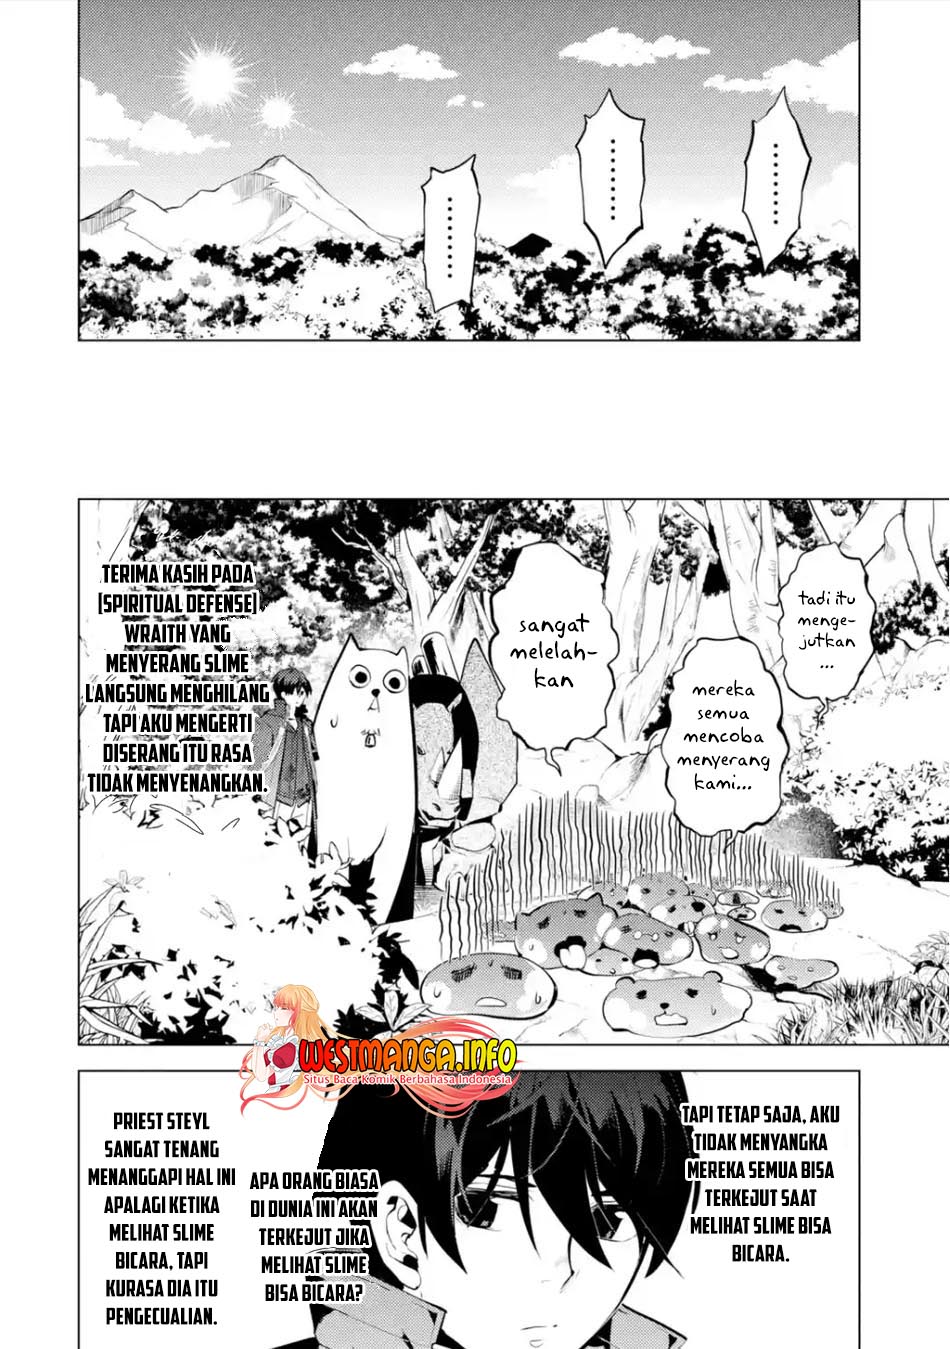 tadi itu
menge-
jutkan
...
mereka
semua
mencoba
menyerang
kami...
sangat
melelah-
kan
TERIMA KASIH PADA
[SPIRITUAL DEFENSE]
WRAITH YANG
MENYERANG SLIME
LANGSUNG MENGHILANG
TAPI AKU MENGERTI
DISERANG ITU RASA
TIDAK MENYENANGKAN.
WESTMANGA.INFO
Situs Baca Komik Berbahasa Indonesia
TAPI TETAP SAJA, AKU
TIDAK MENYANGKA
MEREKA SEMUA BISA
TERKEJUT SAAT
MELIHAT SLIME BISA
BICARA.
APA ORANG BIASA
DI DUNIA INI AKAN
TERKEJUT JIKA
MELIHAT SLIME
BISA BICARA?
PRIEST STEYL
SANGAT TENANG
MENANGGAPI HAL INI
APALAGI KETIKA
MELIHAT SLIME
BICARA, TAPI
KURASA DIA ITU
PENGECUALIAN.